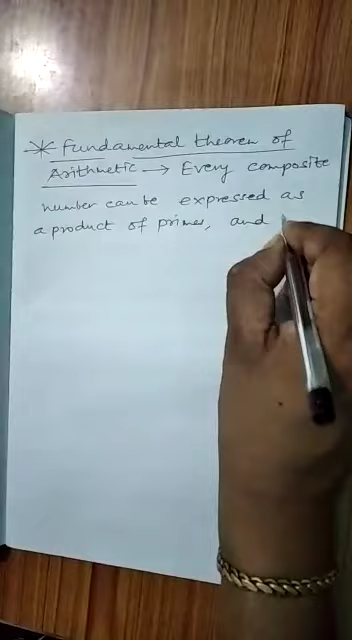 * Fundamental theorem of
Arithmetic → Every composite
number can be expressed as
a product of primes, and